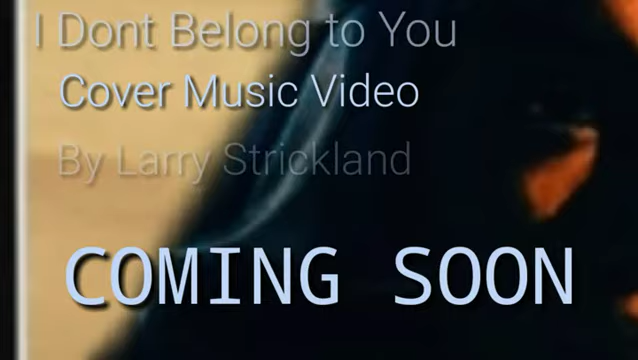 I Dont Belong to You
Cover Music Video
By Larry Strickland
COMING SOON